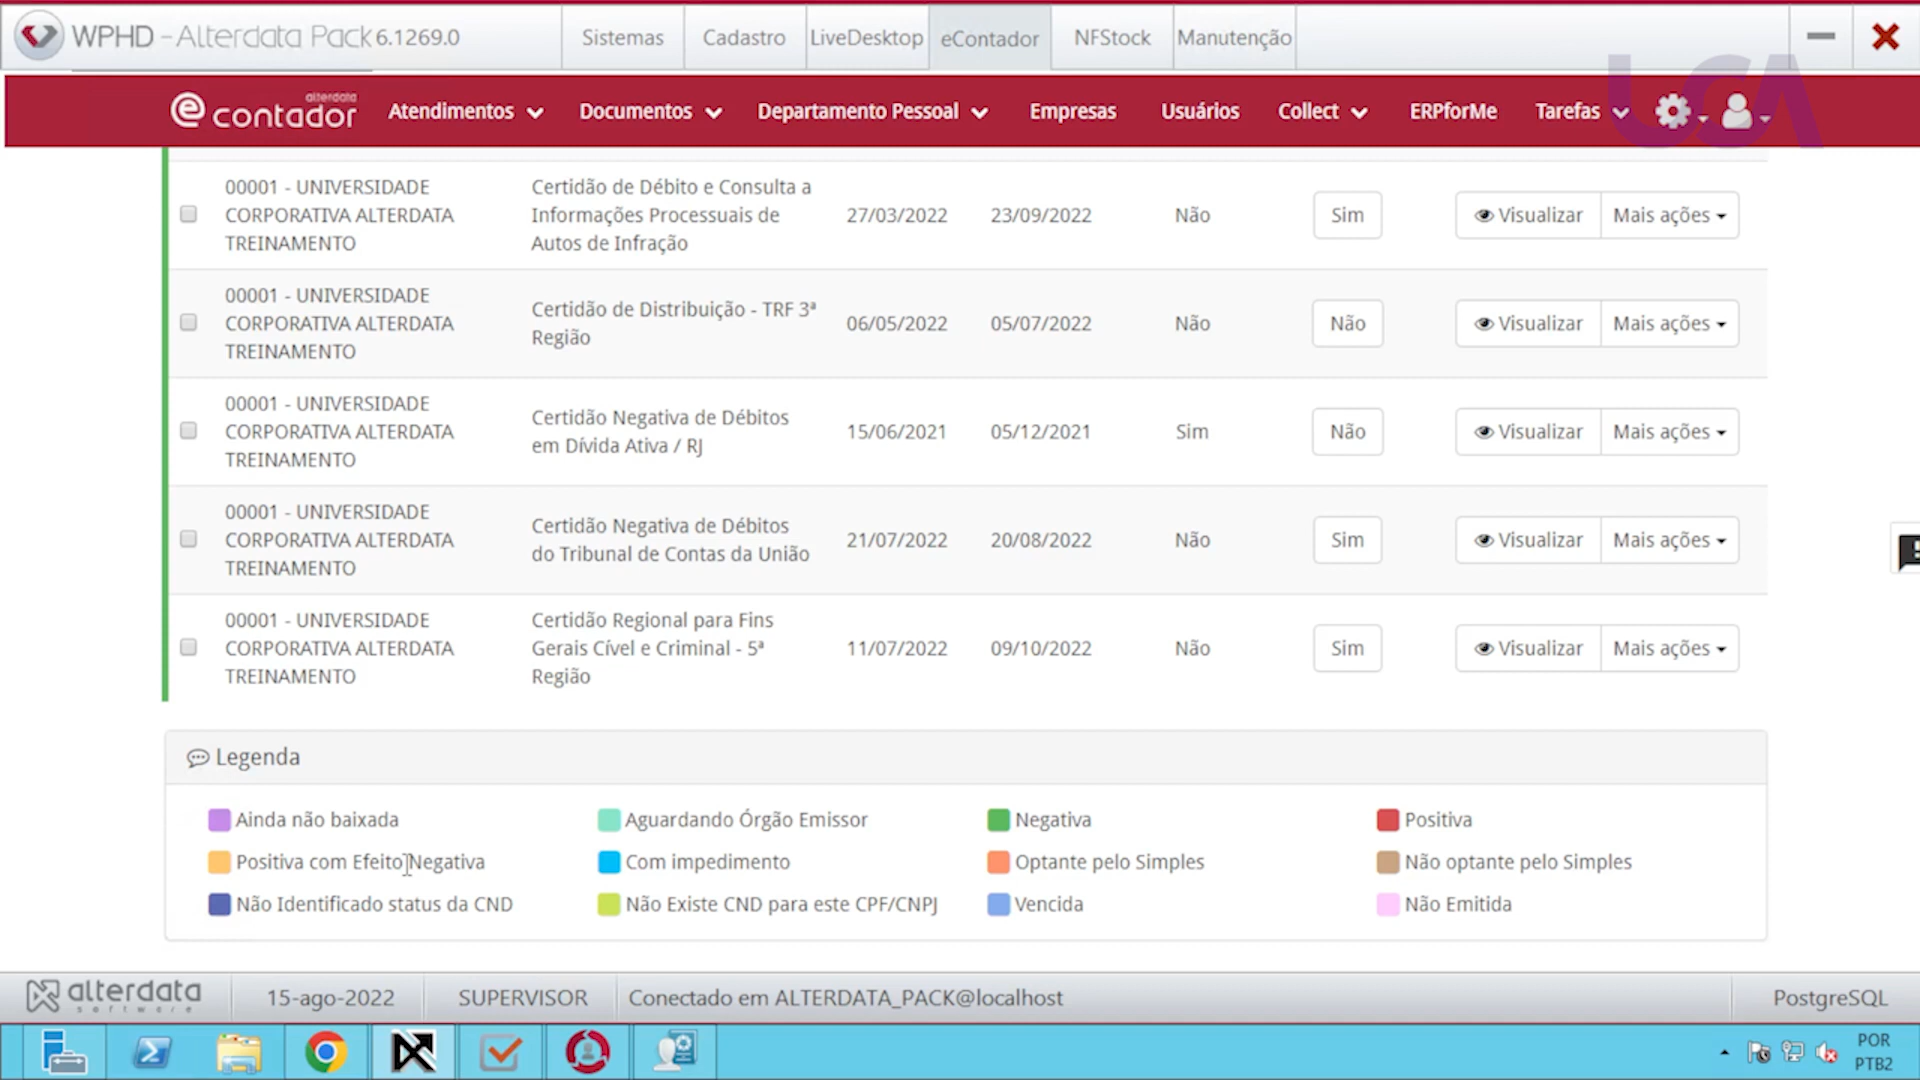 WPHD - Alterdata Pack 6.1269.0
Sistemas
Cadastro
LiveDesktop
eContador
NFStock
Manutenção
UCA
e contador alterdata
Atendimentos
Documentos
Departamento Pessoal
Empresas
Usuários
Collect
ERPforMe
Tarefas
00001 - UNIVERSIDADE
CORPORATIVA ALTERDATA
TREINAMENTO
Certidão de Débito e Consulta a
Informações Processuais de
Autos de Infração
27/03/2022
23/09/2022
Não
Sim
Visualizar
Mais ações
00001 - UNIVERSIDADE
CORPORATIVA ALTERDATA
TREINAMENTO
Certidão de Distribuição - TRF 3ª
Região
06/05/2022
05/07/2022
Não
Não
Visualizar
Mais ações
00001 - UNIVERSIDADE
CORPORATIVA ALTERDATA
TREINAMENTO
Certidão Negativa de Débitos
em Dívida Ativa / RJ
15/06/2021
05/12/2021
Sim
Não
Visualizar
Mais ações
00001 - UNIVERSIDADE
CORPORATIVA ALTERDATA
TREINAMENTO
Certidão Negativa de Débitos
do Tribunal de Contas da União
21/07/2022
20/08/2022
Não
Sim
Visualizar
Mais ações
00001 - UNIVERSIDADE
CORPORATIVA ALTERDATA
TREINAMENTO
Certidão Regional para Fins
Gerais Cível e Criminal - 5ª
Região
11/07/2022
09/10/2022
Não
Sim
Visualizar
Mais ações
Legenda
Ainda não baixada
Aguardando Órgão Emissor
Negativa
Positiva
Positiva com Efeito Negativa
Com impedimento
Optante pelo Simples
Não optante pelo Simples
Não Identificado status da CND
Não Existe CND para este CPF/CNPJ
Vencida
Não Emitida
alterdata
software
15-ago-2022
SUPERVISOR
Conectado em ALTERDATA_PACK@localhost
PostgreSQL
POR
PTB2